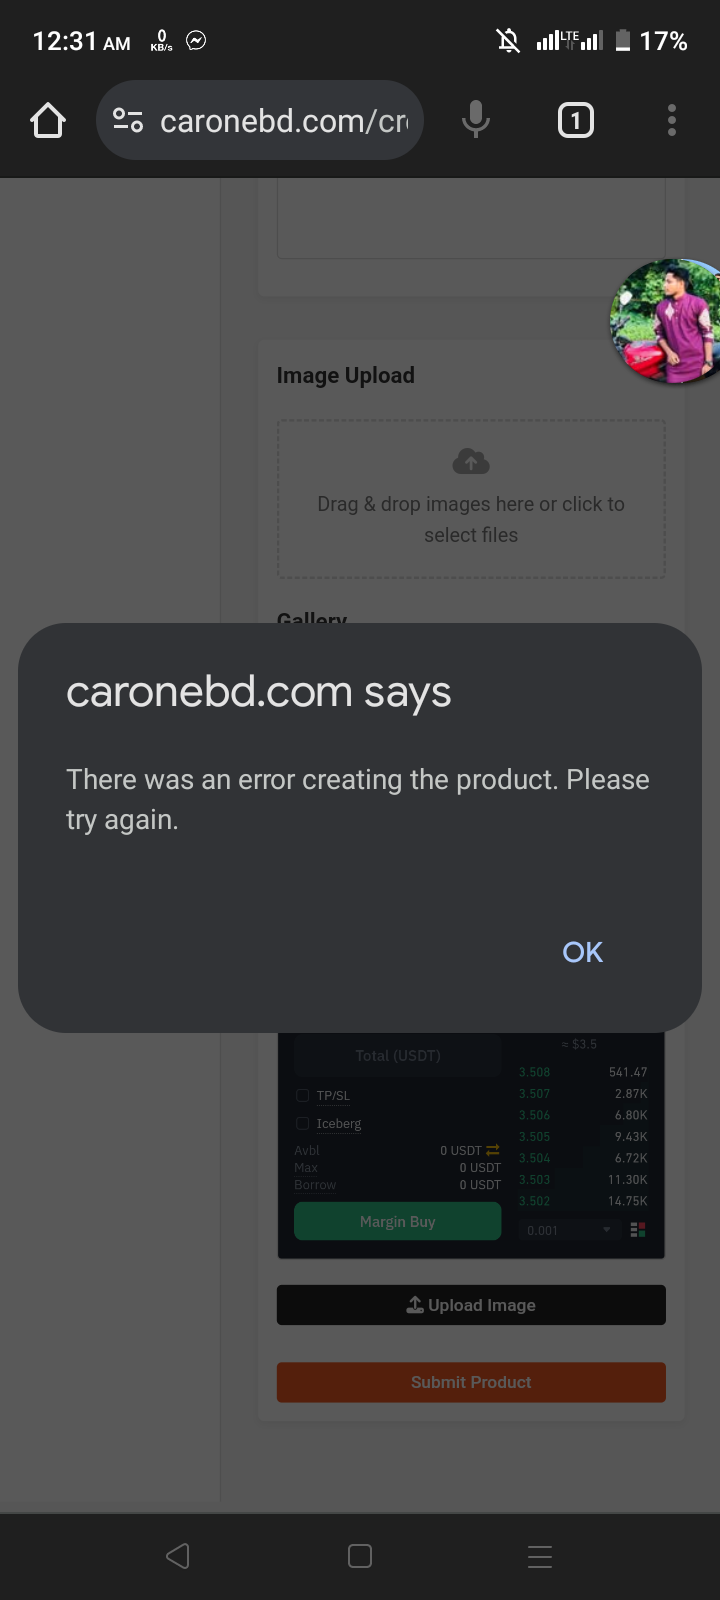 12:31 AM
0
KB/s
LTE
17%
caronebd.com/cr
1
Image Upload
Drag & drop images here or click to
select files
Gallery
caronebd.com says
There was an error creating the product. Please
try again.
OK
Total (USDT)
TP/SL
Iceberg
Avbl 0 USDT
Max 0 USDT
Borrow 0 USDT
Margin Buy
≈ $3.5
3.508 541.47
3.507 2.87K
3.506 6.80K
3.505 9.43K
3.504 6.72K
3.503 11.30K
3.502 14.75K
0.001
Upload Image
Submit Product